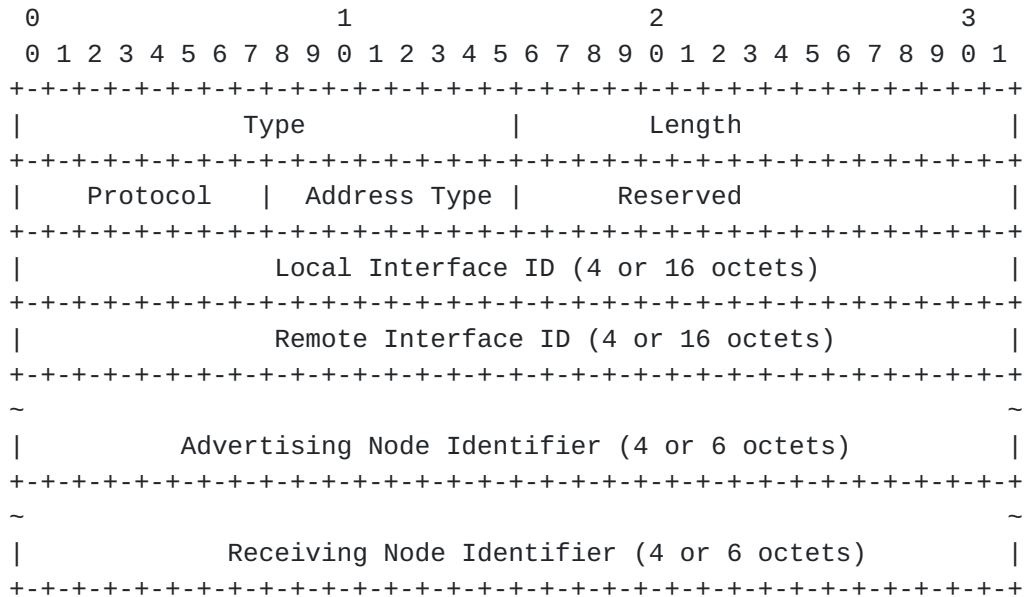 0                   1                   2                   3
 0 1 2 3 4 5 6 7 8 9 0 1 2 3 4 5 6 7 8 9 0 1 2 3 4 5 6 7 8 9 0 1
+-+-+-+-+-+-+-+-+-+-+-+-+-+-+-+-+-+-+-+-+-+-+-+-+-+-+-+-+-+-+-+-+
|              Type             |        Length                 |
+-+-+-+-+-+-+-+-+-+-+-+-+-+-+-+-+-+-+-+-+-+-+-+-+-+-+-+-+-+-+-+-+
|    Protocol   |  Address Type |      Reserved                 |
+-+-+-+-+-+-+-+-+-+-+-+-+-+-+-+-+-+-+-+-+-+-+-+-+-+-+-+-+-+-+-+-+
|                Local Interface ID (4 or 16 octets)            |
+-+-+-+-+-+-+-+-+-+-+-+-+-+-+-+-+-+-+-+-+-+-+-+-+-+-+-+-+-+-+-+-+
|                Remote Interface ID (4 or 16 octets)           |
+-+-+-+-+-+-+-+-+-+-+-+-+-+-+-+-+-+-+-+-+-+-+-+-+-+-+-+-+-+-+-+-+
~                                                               ~
|          Advertising Node Identifier (4 or 6 octets)          |
+-+-+-+-+-+-+-+-+-+-+-+-+-+-+-+-+-+-+-+-+-+-+-+-+-+-+-+-+-+-+-+-+
~                                                               ~
|             Receiving Node Identifier (4 or 6 octets)         |
+-+-+-+-+-+-+-+-+-+-+-+-+-+-+-+-+-+-+-+-+-+-+-+-+-+-+-+-+-+-+-+-+